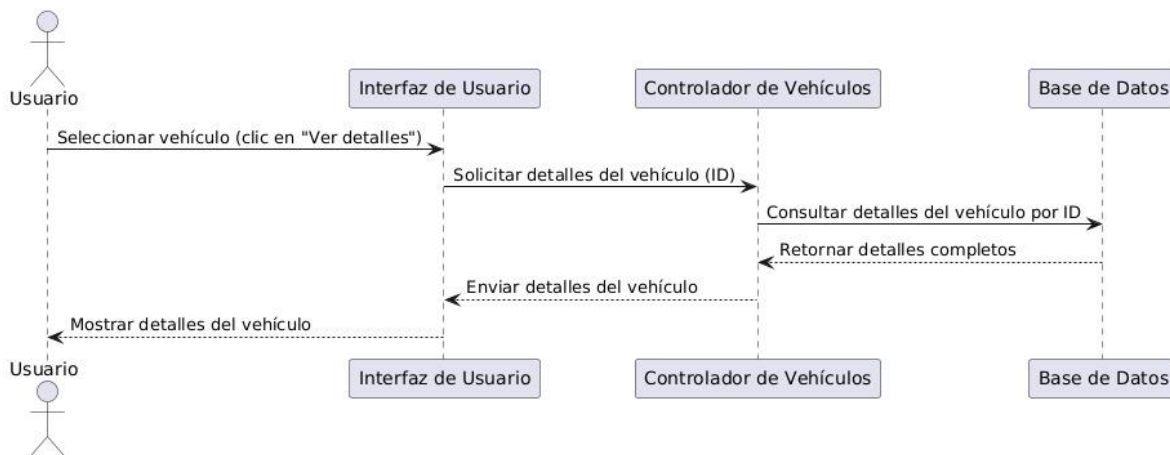 Usuario
Interfaz de Usuario
Controlador de Vehículos
Base de Datos
Seleccionar vehículo (clic en "Ver detalles")
Solicitar detalles del vehículo (ID)
Consultar detalles del vehículo por ID
Retornar detalles completos
Enviar detalles del vehículo
Mostrar detalles del vehículo
Usuario
Interfaz de Usuario
Controlador de Vehículos
Base de Datos